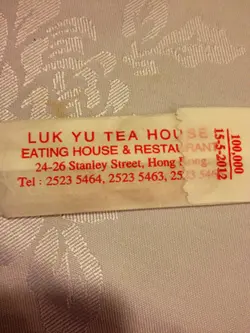 LUK YU TEA HOUSE
EATING HOUSE & RESTAURANT
24-26 Stanley Street, Hong Kong
Tel : 2523 5464, 2523 5463, 2523
100,000
15-5-2012